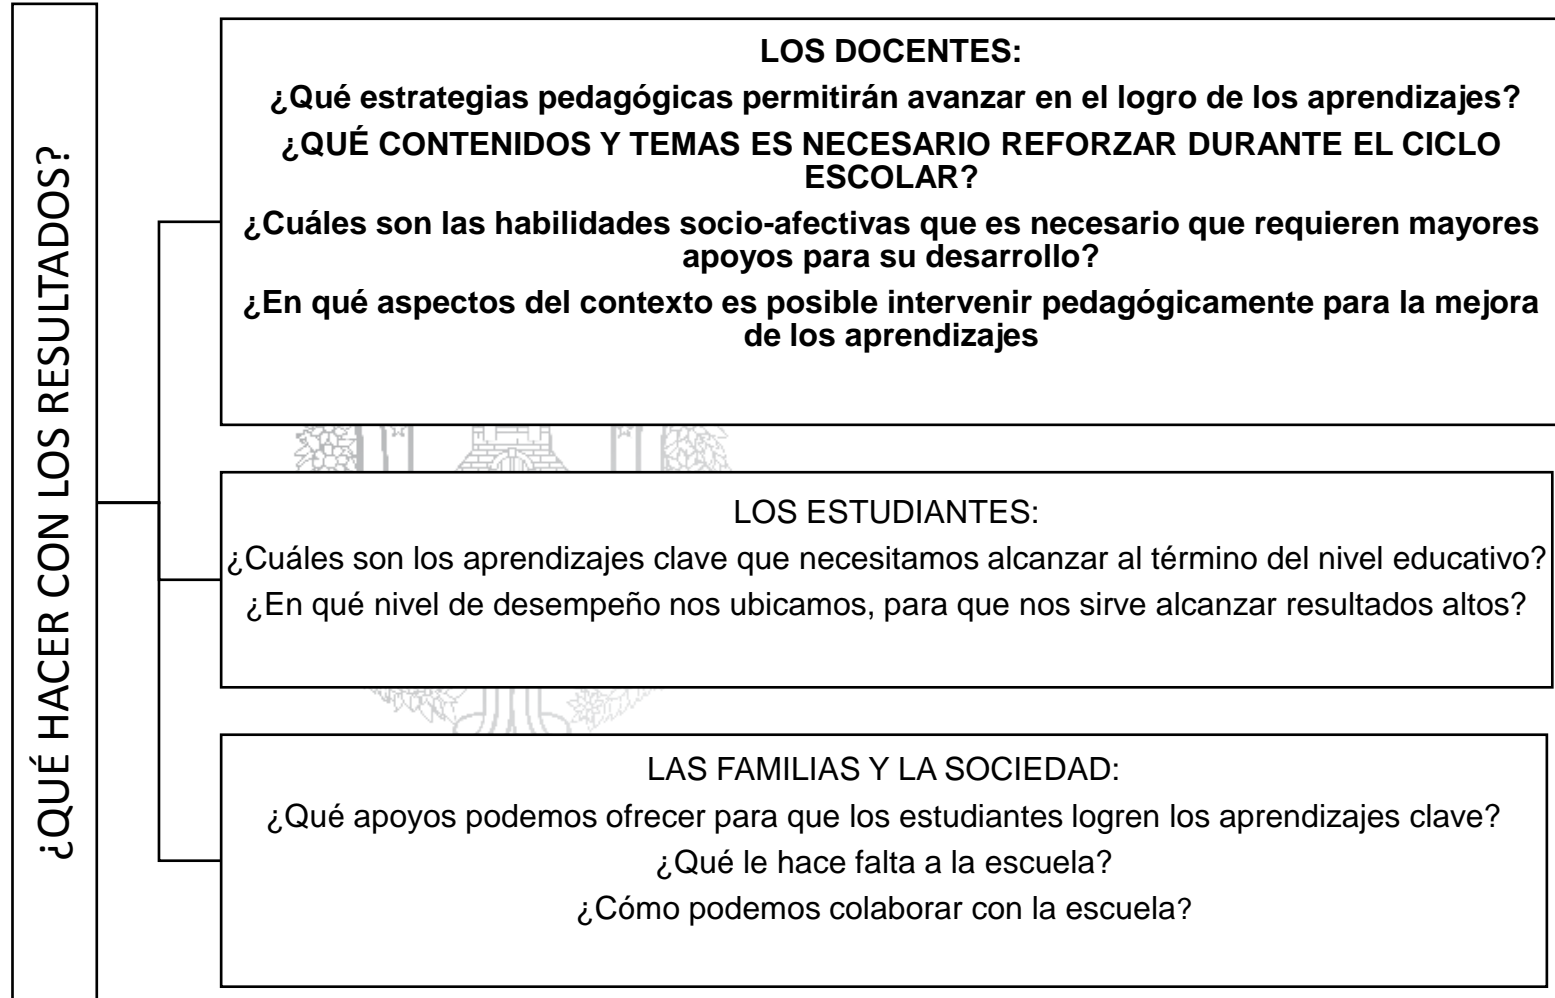 ¿QUÉ HACER CON LOS RESULTADOS?
LOS DOCENTES:
¿Qué estrategias pedagógicas permitirán avanzar en el logro de los aprendizajes?
¿QUÉ CONTENIDOS Y TEMAS ES NECESARIO REFORZAR DURANTE EL CICLO
ESCOLAR?
¿Cuáles son las habilidades socio-afectivas que es necesario que requieren mayores
apoyos para su desarrollo?
¿En qué aspectos del contexto es posible intervenir pedagógicamente para la mejora
de los aprendizajes
LOS ESTUDIANTES:
¿Cuáles son los aprendizajes clave que necesitamos alcanzar al término del nivel educativo?
¿En qué nivel de desempeño nos ubicamos, para que nos sirve alcanzar resultados altos?
LAS FAMILIAS Y LA SOCIEDAD:
¿Qué apoyos podemos ofrecer para que los estudiantes logren los aprendizajes clave?
¿Qué le hace falta a la escuela?
¿Cómo podemos colaborar con la escuela?